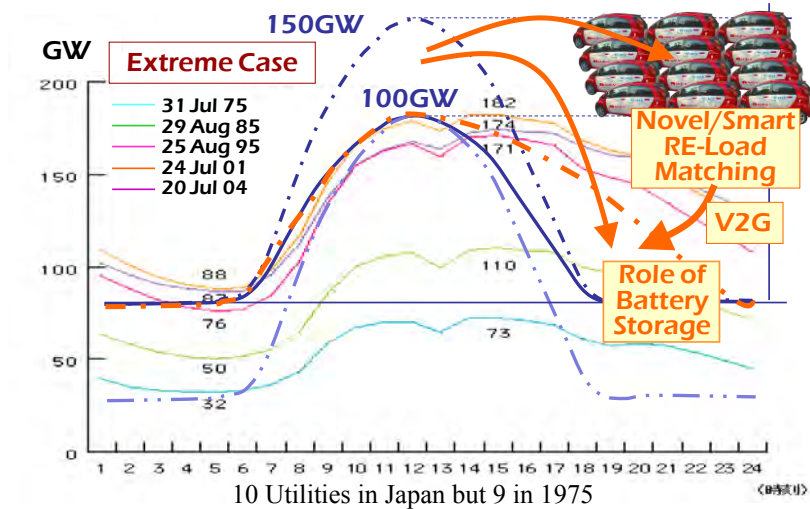 150GW
GW
Extreme Case
200
100GW
182
31 Jul 75
29 Aug 85
25 Aug 95
24 Jul 01
20 Jul 04
174
171
Novel/Smart
RE-Load
Matching
150
V2G
100
88
110
Role of
Battery
Storage
76
73
50
50
32
0
1 2 3 4 5 6 7 8 9 10 11 12 13 14 15 16 17 18 19 20 21 22 23 24
10 Utilities in Japan but 9 in 1975
〈時刻〉